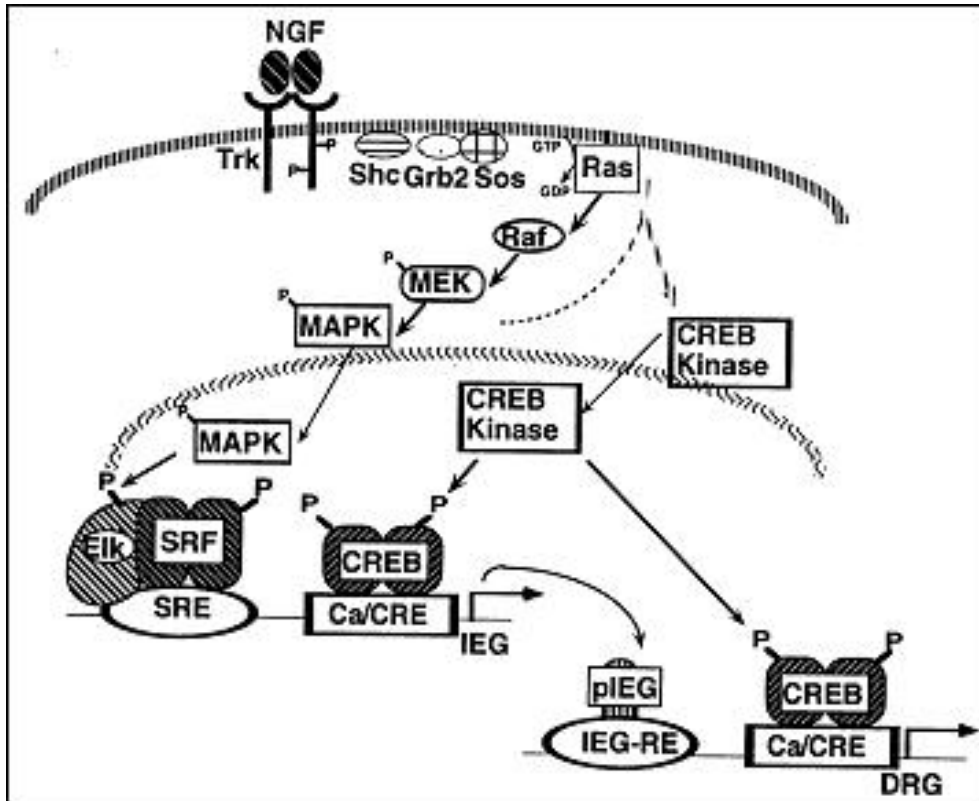 NGF
Trk
P
P
Shc Grb2 Sos
GTP
GDP
Ras
Raf
P
MEK
P
MAPK
CREB
Kinase
CREB
Kinase
P
MAPK
P
P
Elk
SRF
SRE
P
P
CREB
Ca/CRE
IEG
pIEG
IEG-RE
P
P
CREB
Ca/CRE
DRG